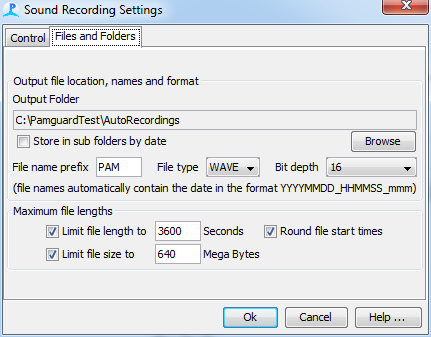 Sound Recording Settings
Control Files and Folders
Output file location, names and format
Output Folder
C:\PamguardTest\AutoRecordings
Store in sub folders by date Browse
File name prefix PAM File type WAVE Bit depth 16
(file names automatically contain the date in the format YYYYMMDD_HHMMSS_mmm)
Maximum file lengths
Limit file length to 3600 Seconds Round file start times
Limit file size to 640 Mega Bytes
Ok Cancel Help ...